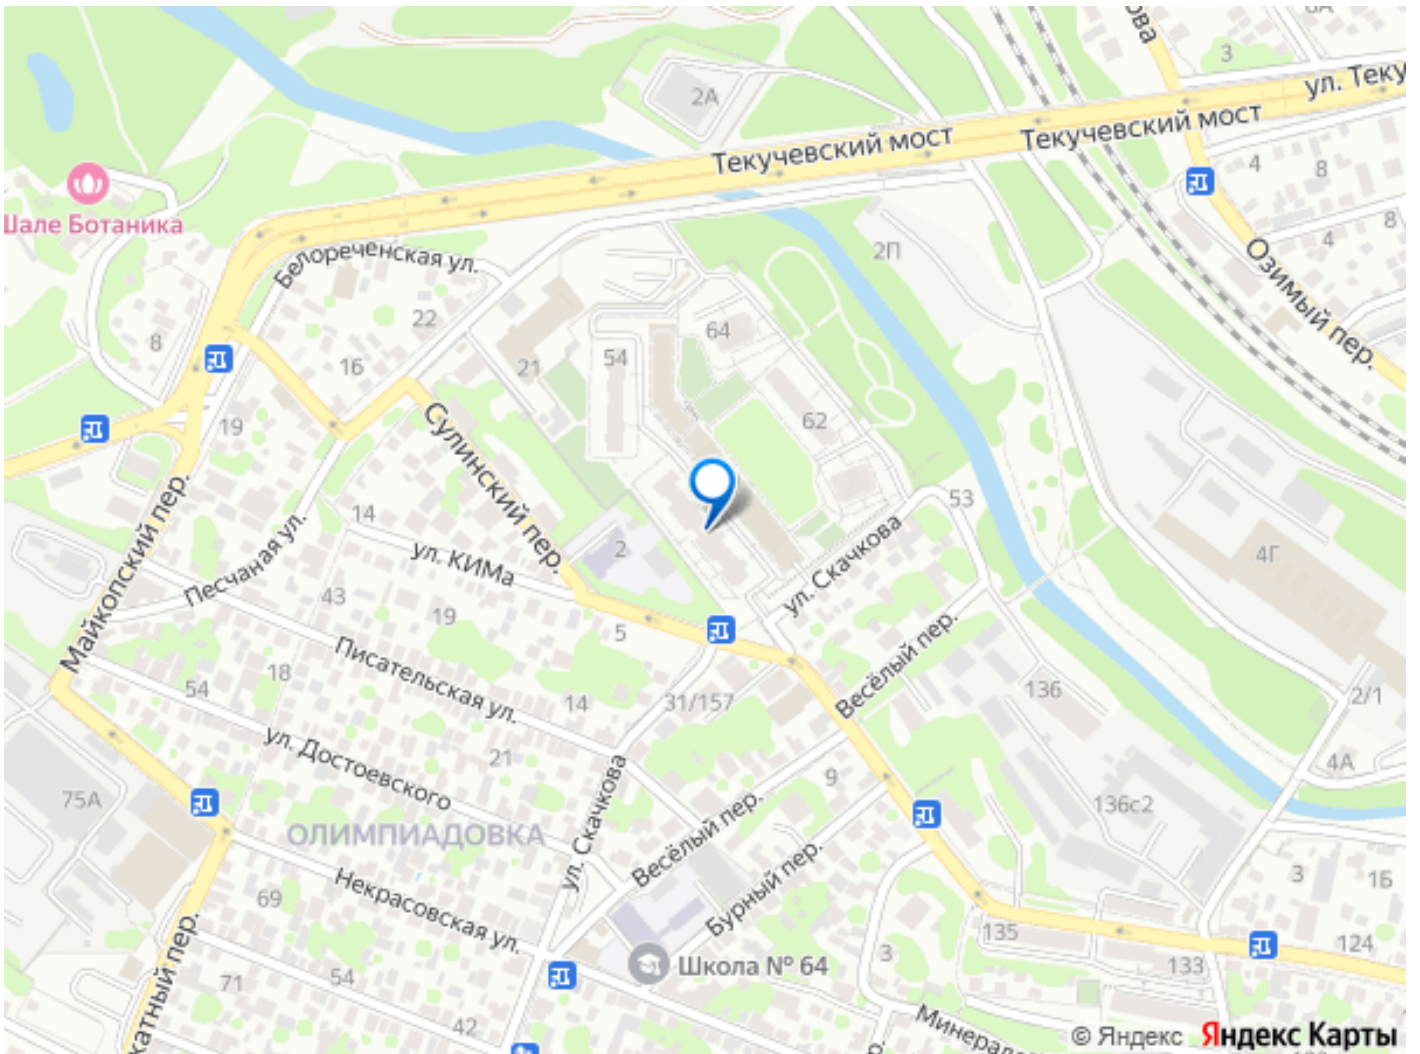 6А
3
ул. Теку
2А
Текучевский мост
Текучевский мост
4
8
Шале Ботаника
8
2П
4
Белореченская ул.
Озимый пер.
22
64
8
54
16
21
62
19
Сулинский пер.
53
14
Майкопский пер.
Песчаная ул.
ул. КИМа
2
ул. Скачкова
4Г
43
19
5
Весёлый пер.
Писательская ул.
18
54
14
31/157
136
2/1
ул. Достоевского
21
4А
75А
ул. Скачкова
9
136с2
ОЛИМПИАДОВКА
Весёлый пер.
Бурный пер.
3
1Б
69
Некрасовская ул.
135
124
Школа № 64
3
133
71
54
хатный пер.
42
Минерало
© Яндекс Яндекс Карты